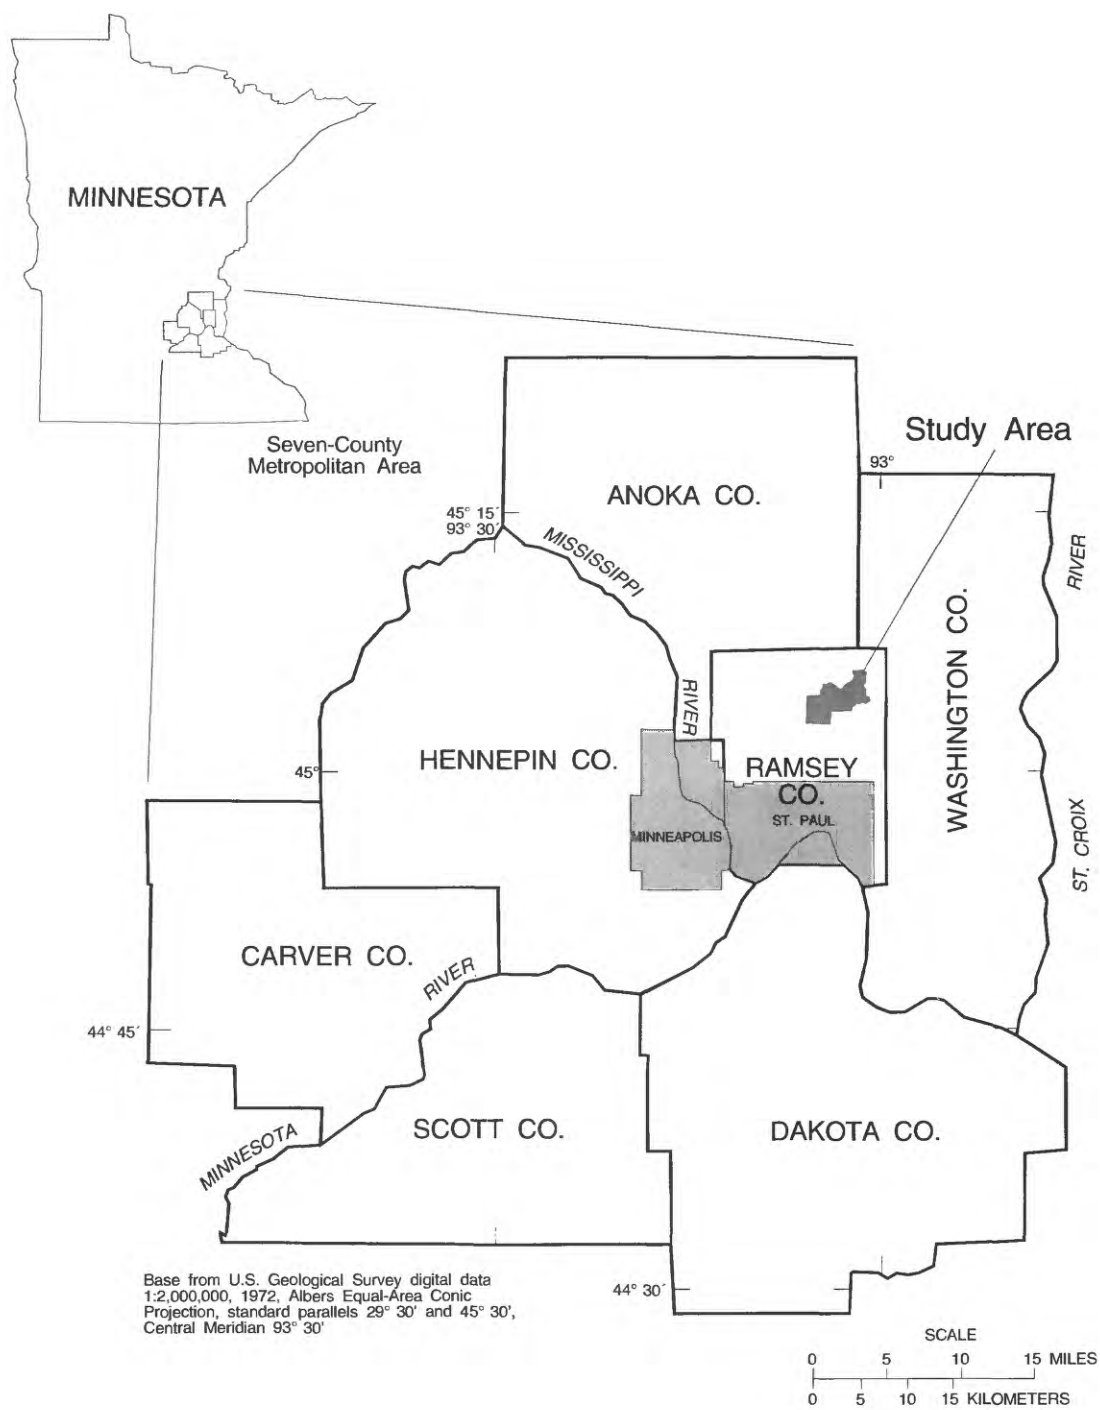 MINNESOTA
Seven-County
Metropolitan Area
Study Area
93°
ANOKA CO.
45° 15´
93° 30´
MISSISSIPPI
RIVER
RIVER
WASHINGTON CO.
HENNEPIN CO.
45°
RAMSEY
CO.
ST. PAUL
MINNEAPOLIS
ST. CROIX
CARVER CO.
RIVER
44° 45´
SCOTT CO.
DAKOTA CO.
MINNESOTA
44° 30´
Base from U.S. Geological Survey digital data
1:2,000,000, 1972, Albers Equal-Area Conic
Projection, standard parallels 29° 30' and 45° 30',
Central Meridian 93° 30'
SCALE
0 5 10 15 MILES
0 5 10 15 KILOMETERS